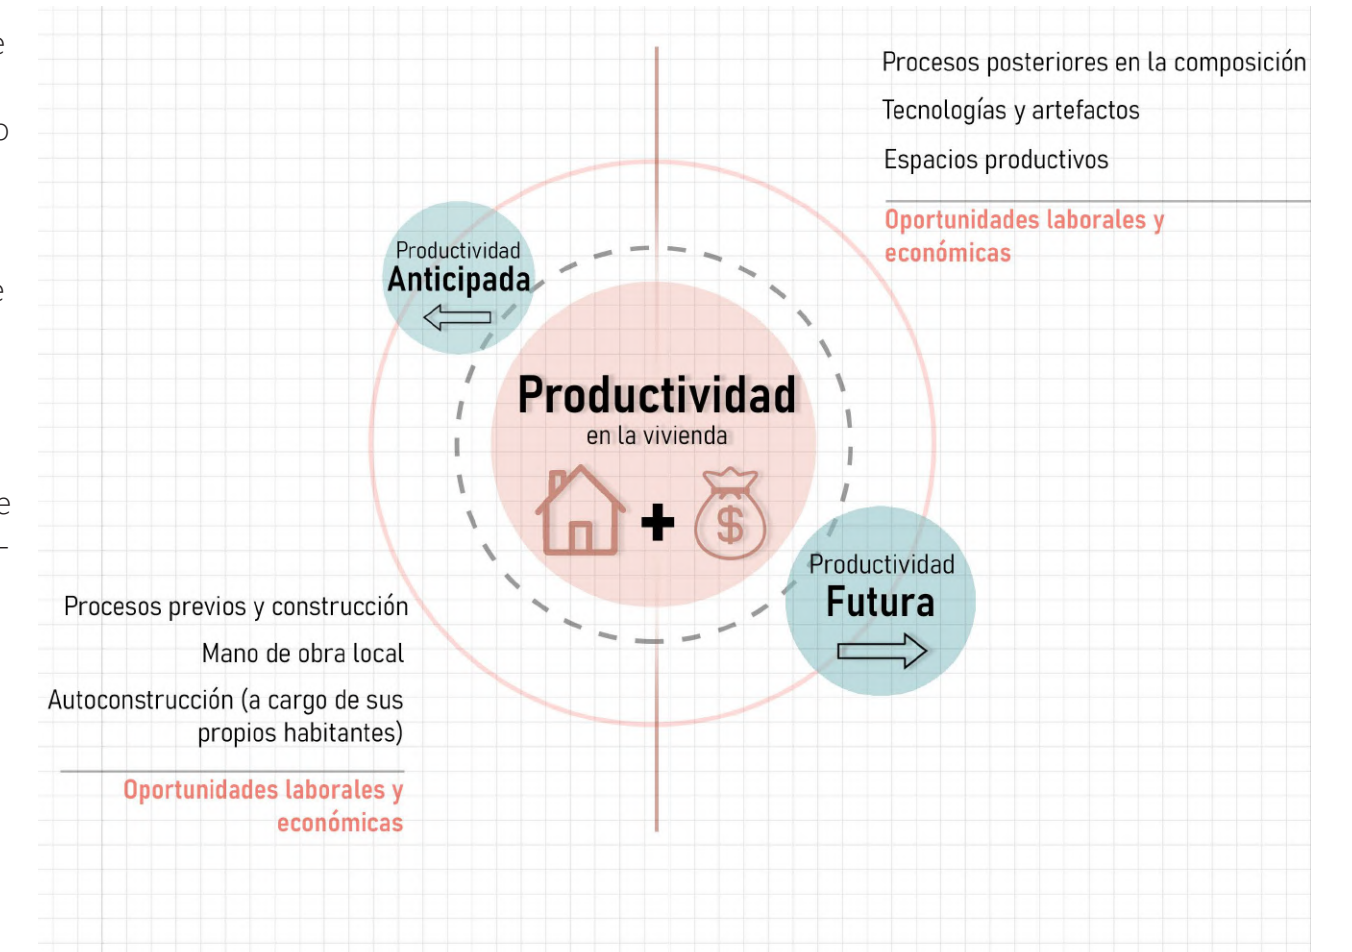 Procesos posteriores en la composición
Tecnologías y artefactos
Espacios productivos
Oportunidades laborales y
económicas
Productividad
Anticipada
Productividad
en la vivienda
$
Productividad
Futura
Procesos previos y construcción
Mano de obra local
Autoconstrucción (a cargo de sus
propios habitantes)
Oportunidades laborales y
económicas